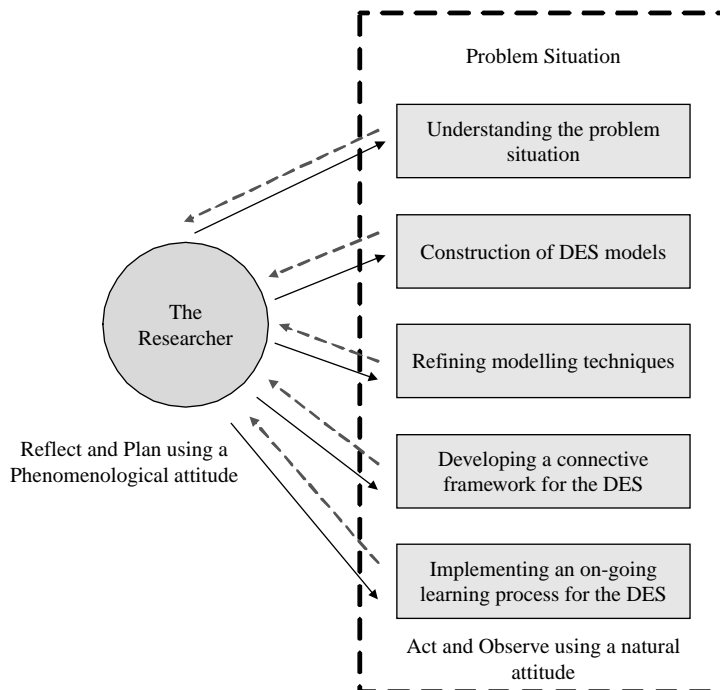 Problem Situation
Understanding the problem
situation
Construction of DES models
The
Researcher
Refining modelling techniques
Reflect and Plan using a
Phenomenological attitude
Developing a connective
framework for the DES
Implementing an on-going
learning process for the DES
Act and Observe using a natural
attitude